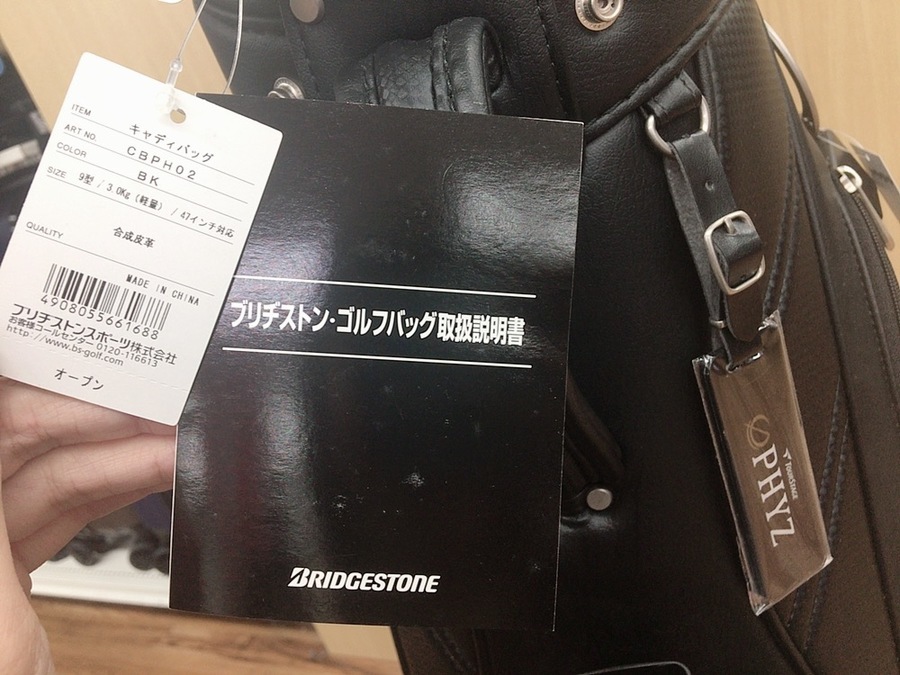 ITEM キャディバッグ
ART NO. CBPH02
COLOR BK
SIZE 9型 / 3.0Kg (軽量) / 47インチ対応
QUALITY 合成皮革
MADE IN CHINA
4908055661688
ブリヂストンスポーツ株式会社
お客様コールセンター 0120-116613
http://www.bs-golf.com
オープン
ブリヂストン・ゴルフバッグ取扱説明書
BRIDGESTONE
TOURSTAGE
PHYZ